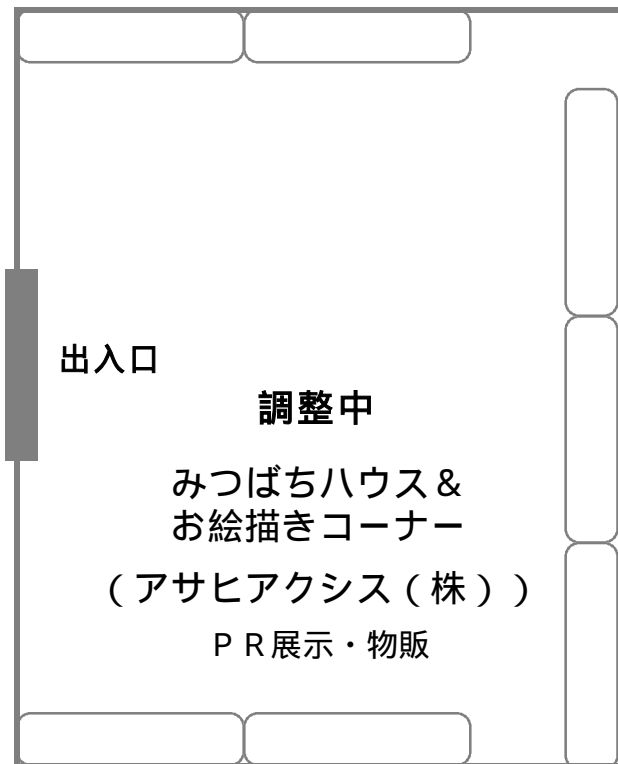 出入口
調整中
みつばちハウス＆
お絵描きコーナー
（アサヒアクシス（株））
ＰＲ展示・物販